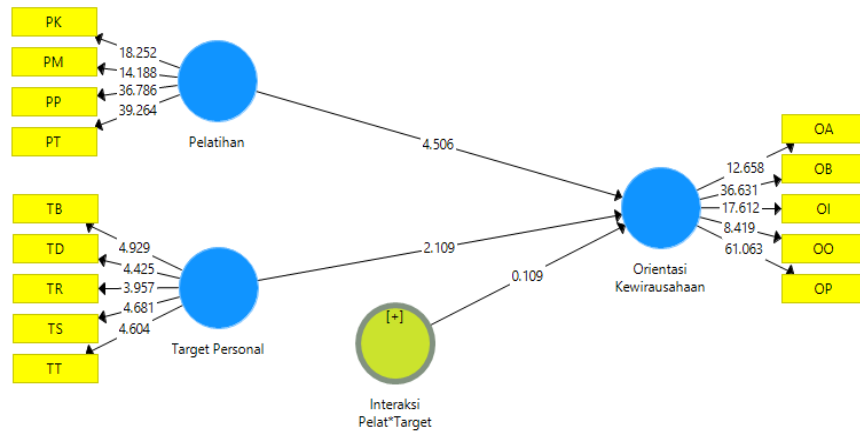 PK
PM
PP
PT
18.252
14.188
36.786
39.264
Pelatihan
4.506
TB
TD
TR
TS
TT
4.929
4.425
3.957
4.681
4.604
Target Personal
2.109
[+]
Interaksi
Pelat*Target
0.109
Orientasi
Kewirausahaan
12.658
36.631
17.612
8.419
61.063
OA
OB
OI
OO
OP